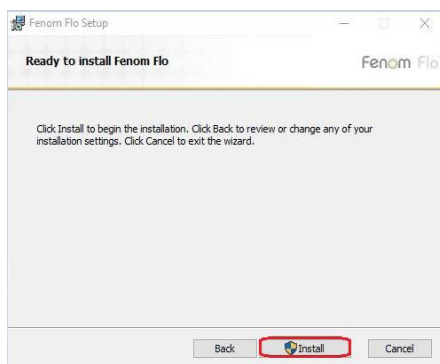 Fenom Flo Setup
Ready to install Fenom Flo
Fenom Flo
Click Install to begin the installation. Click Back to review or change any of your
installation settings. Click Cancel to exit the wizard.
Back Install Cancel